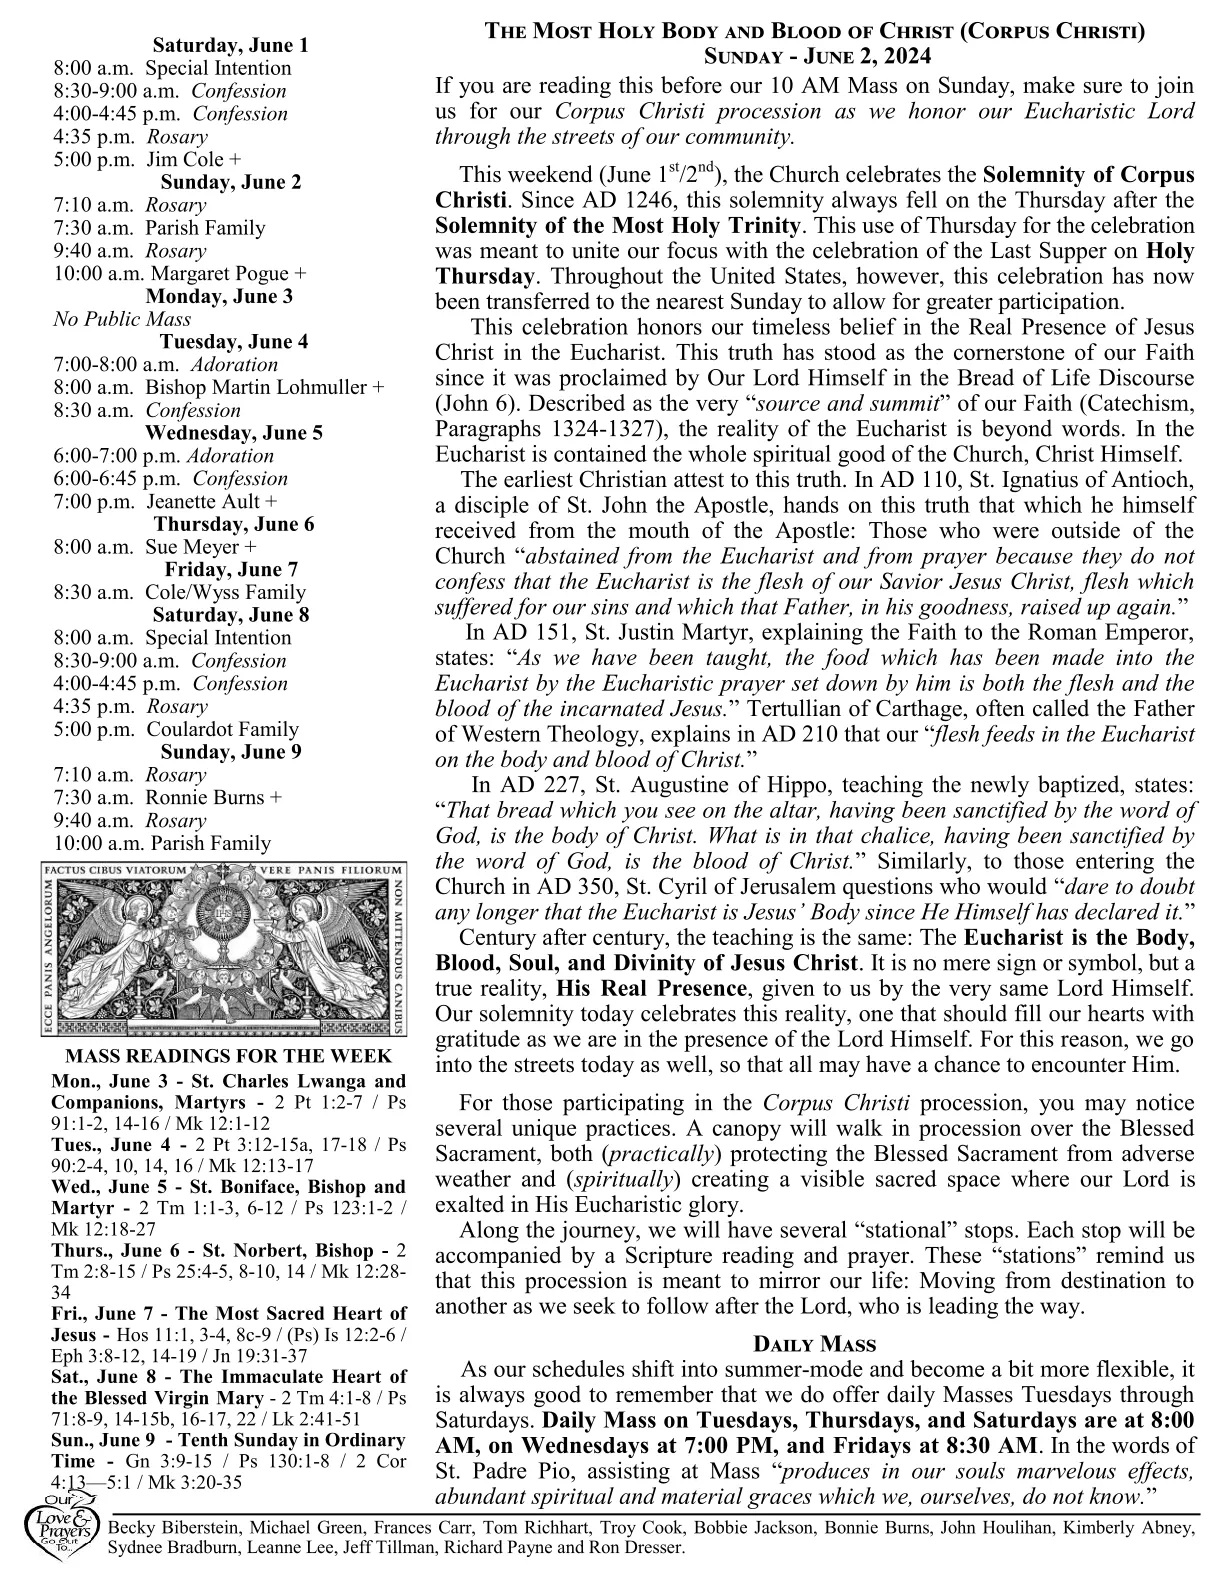 Saturday, June 1
8:00 a.m. Special Intention
8:30-9:00 a.m. Confession
4:00-4:45 p.m. Confession
4:35 p.m. Rosary
5:00 p.m. Jim Cole +
Sunday, June 2
7:10 a.m. Rosary
7:30 a.m. Parish Family
9:40 a.m. Rosary
10:00 a.m. Margaret Pogue +
Monday, June 3
No Public Mass
Tuesday, June 4
7:00-8:00 a.m. Adoration
8:00 a.m. Bishop Martin Lohmuller +
8:30 a.m. Confession
Wednesday, June 5
6:00-7:00 p.m. Adoration
6:00-6:45 p.m. Confession
7:00 p.m. Jeanette Ault +
Thursday, June 6
8:00 a.m. Sue Meyer +
Friday, June 7
8:30 a.m. Cole/Wyss Family
Saturday, June 8
8:00 a.m. Special Intention
8:30-9:00 a.m. Confession
4:00-4:45 p.m. Confession
4:35 p.m. Rosary
5:00 p.m. Coulardot Family
Sunday, June 9
7:10 a.m. Rosary
7:30 a.m. Ronnie Burns +
9:40 a.m. Rosary
10:00 a.m. Parish Family
FACTUS CIBUS VIATORUM VERE PANIS FILIORUM
ECCE PANIS ANGELORUM
NON MITTENDUS CANIBUS
IHS
MASS READINGS FOR THE WEEK
Mon., June 3 - St. Charles Lwanga and
Companions, Martyrs - 2 Pt 1:2-7 / Ps
91:1-2, 14-16 / Mk 12:1-12
Tues., June 4 - 2 Pt 3:12-15a, 17-18 / Ps
90:2-4, 10, 14, 16 / Mk 12:13-17
Wed., June 5 - St. Boniface, Bishop and
Martyr - 2 Tm 1:1-3, 6-12 / Ps 123:1-2 /
Mk 12:18-27
Thurs., June 6 - St. Norbert, Bishop - 2
Tm 2:8-15 / Ps 25:4-5, 8-10, 14 / Mk 12:28-
34
Fri., June 7 - The Most Sacred Heart of
Jesus - Hos 11:1, 3-4, 8c-9 / (Ps) Is 12:2-6 /
Eph 3:8-12, 14-19 / Jn 19:31-37
Sat., June 8 - The Immaculate Heart of
the Blessed Virgin Mary - 2 Tm 4:1-8 / Ps
71:8-9, 14-15b, 16-17, 22 / Lk 2:41-51
Sun., June 9 - Tenth Sunday in Ordinary
Time - Gn 3:9-15 / Ps 130:1-8 / 2 Cor
4:13—5:1 / Mk 3:20-35
The Most Holy Body and Blood of Christ (Corpus Christi)
Sunday - June 2, 2024
If you are reading this before our 10 AM Mass on Sunday, make sure to join
us for our Corpus Christi procession as we honor our Eucharistic Lord
through the streets of our community.
This weekend (June 1st/2nd), the Church celebrates the Solemnity of Corpus
Christi. Since AD 1246, this solemnity always fell on the Thursday after the
Solemnity of the Most Holy Trinity. This use of Thursday for the celebration
was meant to unite our focus with the celebration of the Last Supper on Holy
Thursday. Throughout the United States, however, this celebration has now
been transferred to the nearest Sunday to allow for greater participation.
This celebration honors our timeless belief in the Real Presence of Jesus
Christ in the Eucharist. This truth has stood as the cornerstone of our Faith
since it was proclaimed by Our Lord Himself in the Bread of Life Discourse
(John 6). Described as the very “source and summit” of our Faith (Catechism,
Paragraphs 1324-1327), the reality of the Eucharist is beyond words. In the
Eucharist is contained the whole spiritual good of the Church, Christ Himself.
The earliest Christian attest to this truth. In AD 110, St. Ignatius of Antioch,
a disciple of St. John the Apostle, hands on this truth that which he himself
received from the mouth of the Apostle: Those who were outside of the
Church “abstained from the Eucharist and from prayer because they do not
confess that the Eucharist is the flesh of our Savior Jesus Christ, flesh which
suffered for our sins and which that Father, in his goodness, raised up again.”
In AD 151, St. Justin Martyr, explaining the Faith to the Roman Emperor,
states: “As we have been taught, the food which has been made into the
Eucharist by the Eucharistic prayer set down by him is both the flesh and the
blood of the incarnated Jesus.” Tertullian of Carthage, often called the Father
of Western Theology, explains in AD 210 that our “flesh feeds in the Eucharist
on the body and blood of Christ.”
In AD 227, St. Augustine of Hippo, teaching the newly baptized, states:
“That bread which you see on the altar, having been sanctified by the word of
God, is the body of Christ. What is in that chalice, having been sanctified by
the word of God, is the blood of Christ.” Similarly, to those entering the
Church in AD 350, St. Cyril of Jerusalem questions who would “dare to doubt
any longer that the Eucharist is Jesus’ Body since He Himself has declared it.”
Century after century, the teaching is the same: The Eucharist is the Body,
Blood, Soul, and Divinity of Jesus Christ. It is no mere sign or symbol, but a
true reality, His Real Presence, given to us by the very same Lord Himself.
Our solemnity today celebrates this reality, one that should fill our hearts with
gratitude as we are in the presence of the Lord Himself. For this reason, we go
into the streets today as well, so that all may have a chance to encounter Him.
For those participating in the Corpus Christi procession, you may notice
several unique practices. A canopy will walk in procession over the Blessed
Sacrament, both (practically) protecting the Blessed Sacrament from adverse
weather and (spiritually) creating a visible sacred space where our Lord is
exalted in His Eucharistic glory.
Along the journey, we will have several “stational” stops. Each stop will be
accompanied by a Scripture reading and prayer. These “stations” remind us
that this procession is meant to mirror our life: Moving from destination to
another as we seek to follow after the Lord, who is leading the way.
Daily Mass
As our schedules shift into summer-mode and become a bit more flexible, it
is always good to remember that we do offer daily Masses Tuesdays through
Saturdays. Daily Mass on Tuesdays, Thursdays, and Saturdays are at 8:00
AM, on Wednesdays at 7:00 PM, and Fridays at 8:30 AM. In the words of
St. Padre Pio, assisting at Mass “produces in our souls marvelous effects,
abundant spiritual and material graces which we, ourselves, do not know.”
Our
Love &
Prayers
Go Out
To...
Becky Biberstein, Michael Green, Frances Carr, Tom Richhart, Troy Cook, Bobbie Jackson, Bonnie Burns, John Houlihan, Kimberly Abney,
Sydnee Bradburn, Leanne Lee, Jeff Tillman, Richard Payne and Ron Dresser.